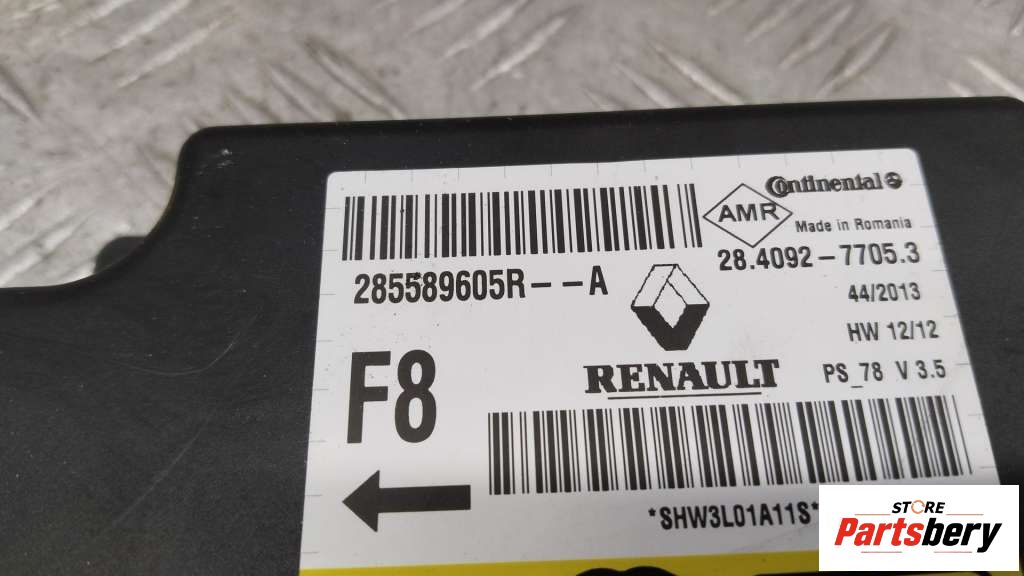 Continental
AMR
Made in Romania
285589605R--A
28.4092-7705.3
44/2013
HW 12/12
RENAULT
PS_78 V 3.5
F8
*SHW3L01A11S*
STORE
Partsbery